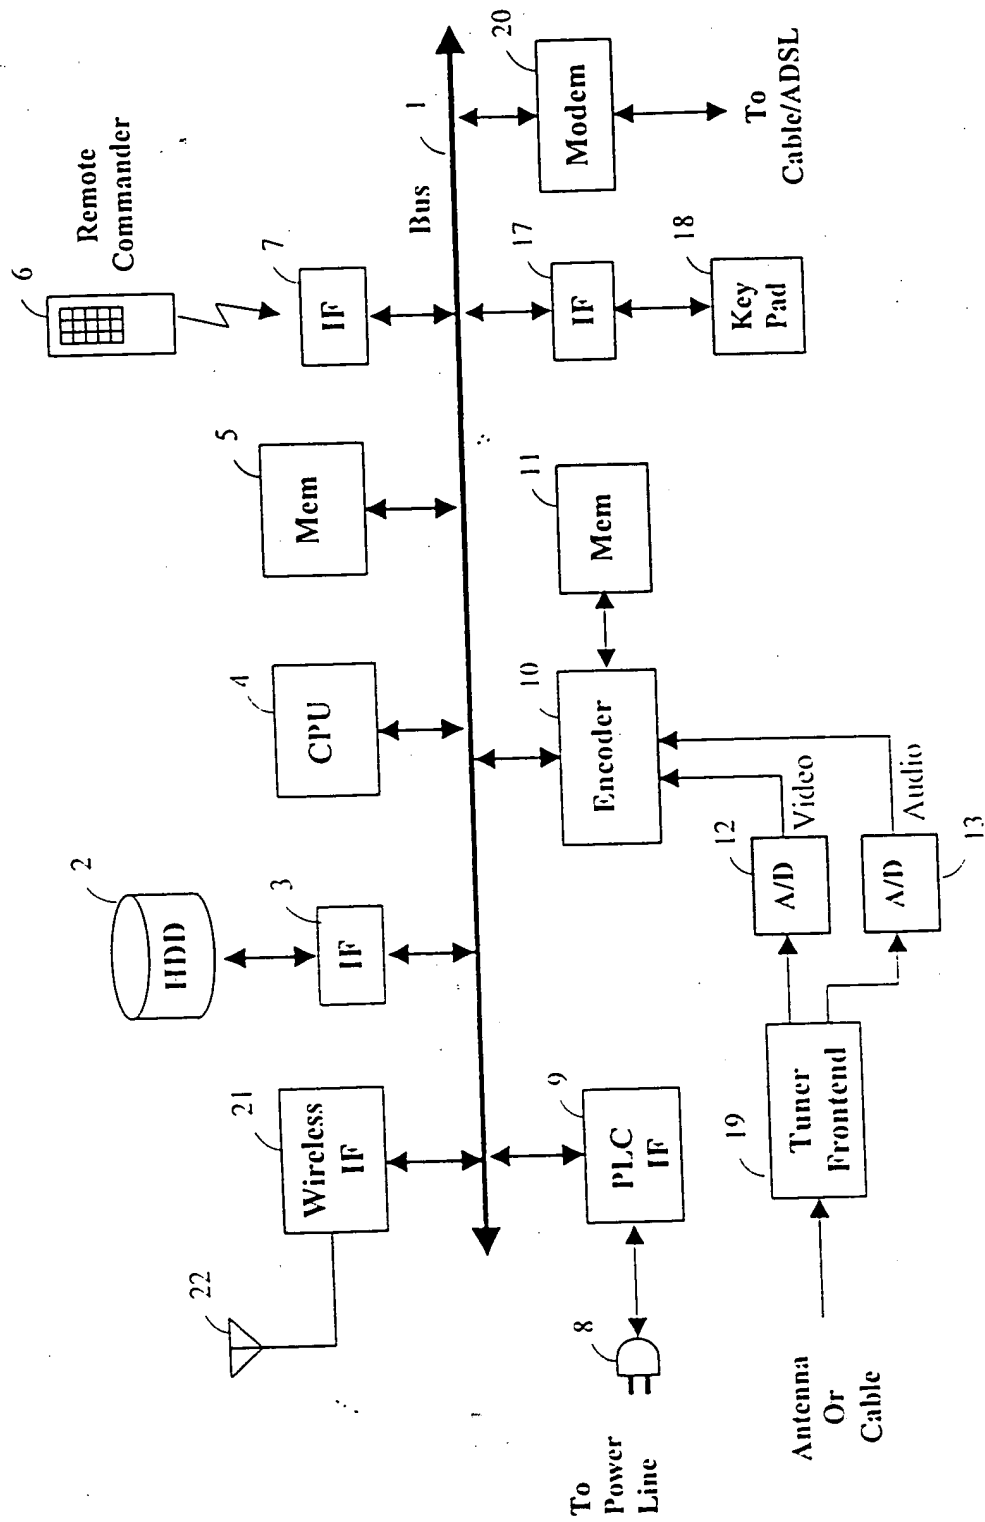 6
Remote
Commander
22
21
Wireless
IF
2
HDD
3
IF
4
CPU
5
Mem
7
IF
Bus
1
To
Power
Line
8
9
PLC
IF
10
Encoder
11
Mem
17
IF
18
Key
Pad
20
Modem
To
Cable/ADSL
Antenna
Or
Cable
19
Tuner
Frontend
12
A/D
Video
A/D
13
Audio